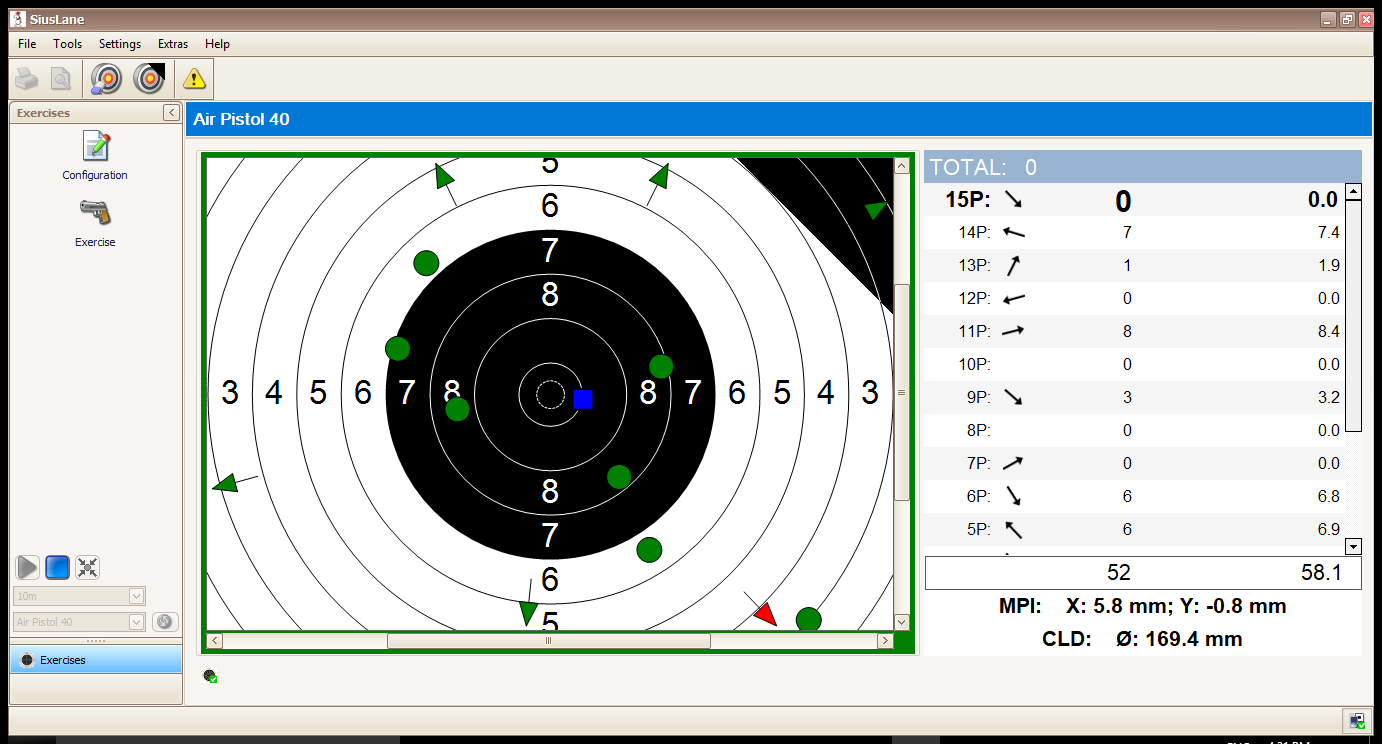 SiusLane
File Tools Settings Extras Help
Exercises
Configuration
Exercise
10m
Air Pistol 40
Exercises
Air Pistol 40
5
6
7
8
3 4 5 6 7 8 8 7 6 5 4 3
8
7
6
5
TOTAL: 0
15P: 0 0.0
14P: 7 7.4
13P: 1 1.9
12P: 0 0.0
11P: 8 8.4
10P: 0 0.0
9P: 3 3.2
8P: 0 0.0
7P: 0 0.0
6P: 6 6.8
5P: 6 6.9
52 58.1
MPI: X: 5.8 mm; Y: -0.8 mm
CLD: Ø: 169.4 mm